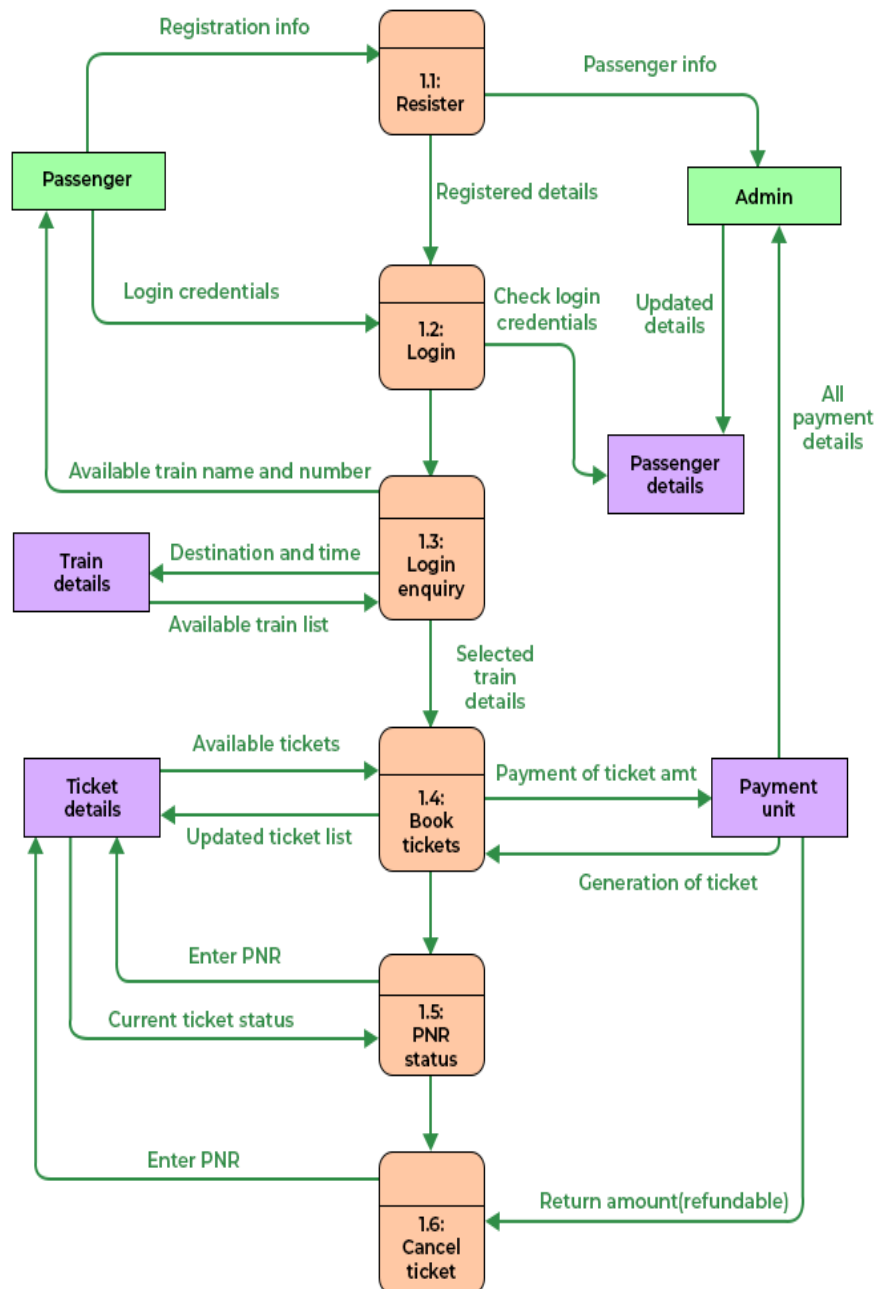 Registration info
1.1:
Resister
Passenger info
Passenger
Admin
Registered details
Login credentials
Check login
credentials
Updated
details
1.2:
Login
All
payment
details
Available train name and number
Passenger
details
Train
details
Destination and time
1.3:
Login
enquiry
Available train list
Selected
train
details
Available tickets
Ticket
details
Payment of ticket amt
Payment
unit
1.4:
Book
tickets
Updated ticket list
Generation of ticket
Enter PNR
1.5:
PNR
status
Current ticket status
Enter PNR
Return amount(refundable)
1.6:
Cancel
ticket